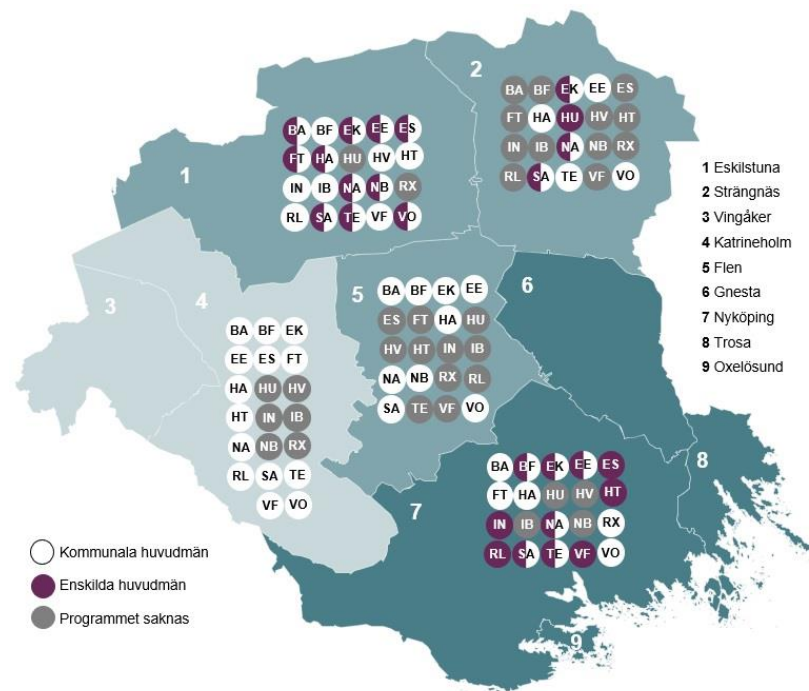 2
BA BF EK EE ES
FT HA HU HV HT
IN IB NA NB RX
RL SA TE VF VO
1
BA BF EK EE ES
FT HA HU HV HT
IN IB NA NB RX
RL SA TE VF VO
1 Eskilstuna
2 Strängnäs
3 Vingåker
4 Katrineholm
5 Flen
6 Gnesta
7 Nyköping
8 Trosa
9 Oxelösund
3
4
BA BF EK
EE ES FT
HA HU HV
HT IN IB
NA NB RX
RL SA TE
VF VO
5
BA BF EK EE
ES FT HA HU
HV HT IN IB
NA NB RX RL
SA TE VF VO
6
7
BA BF EK EE ES
FT HA HU HV HT
IN IB NA NB RX
RL SA TE VF VO
8
9
Kommunala huvudmän
Enskilda huvudmän
Programmet saknas